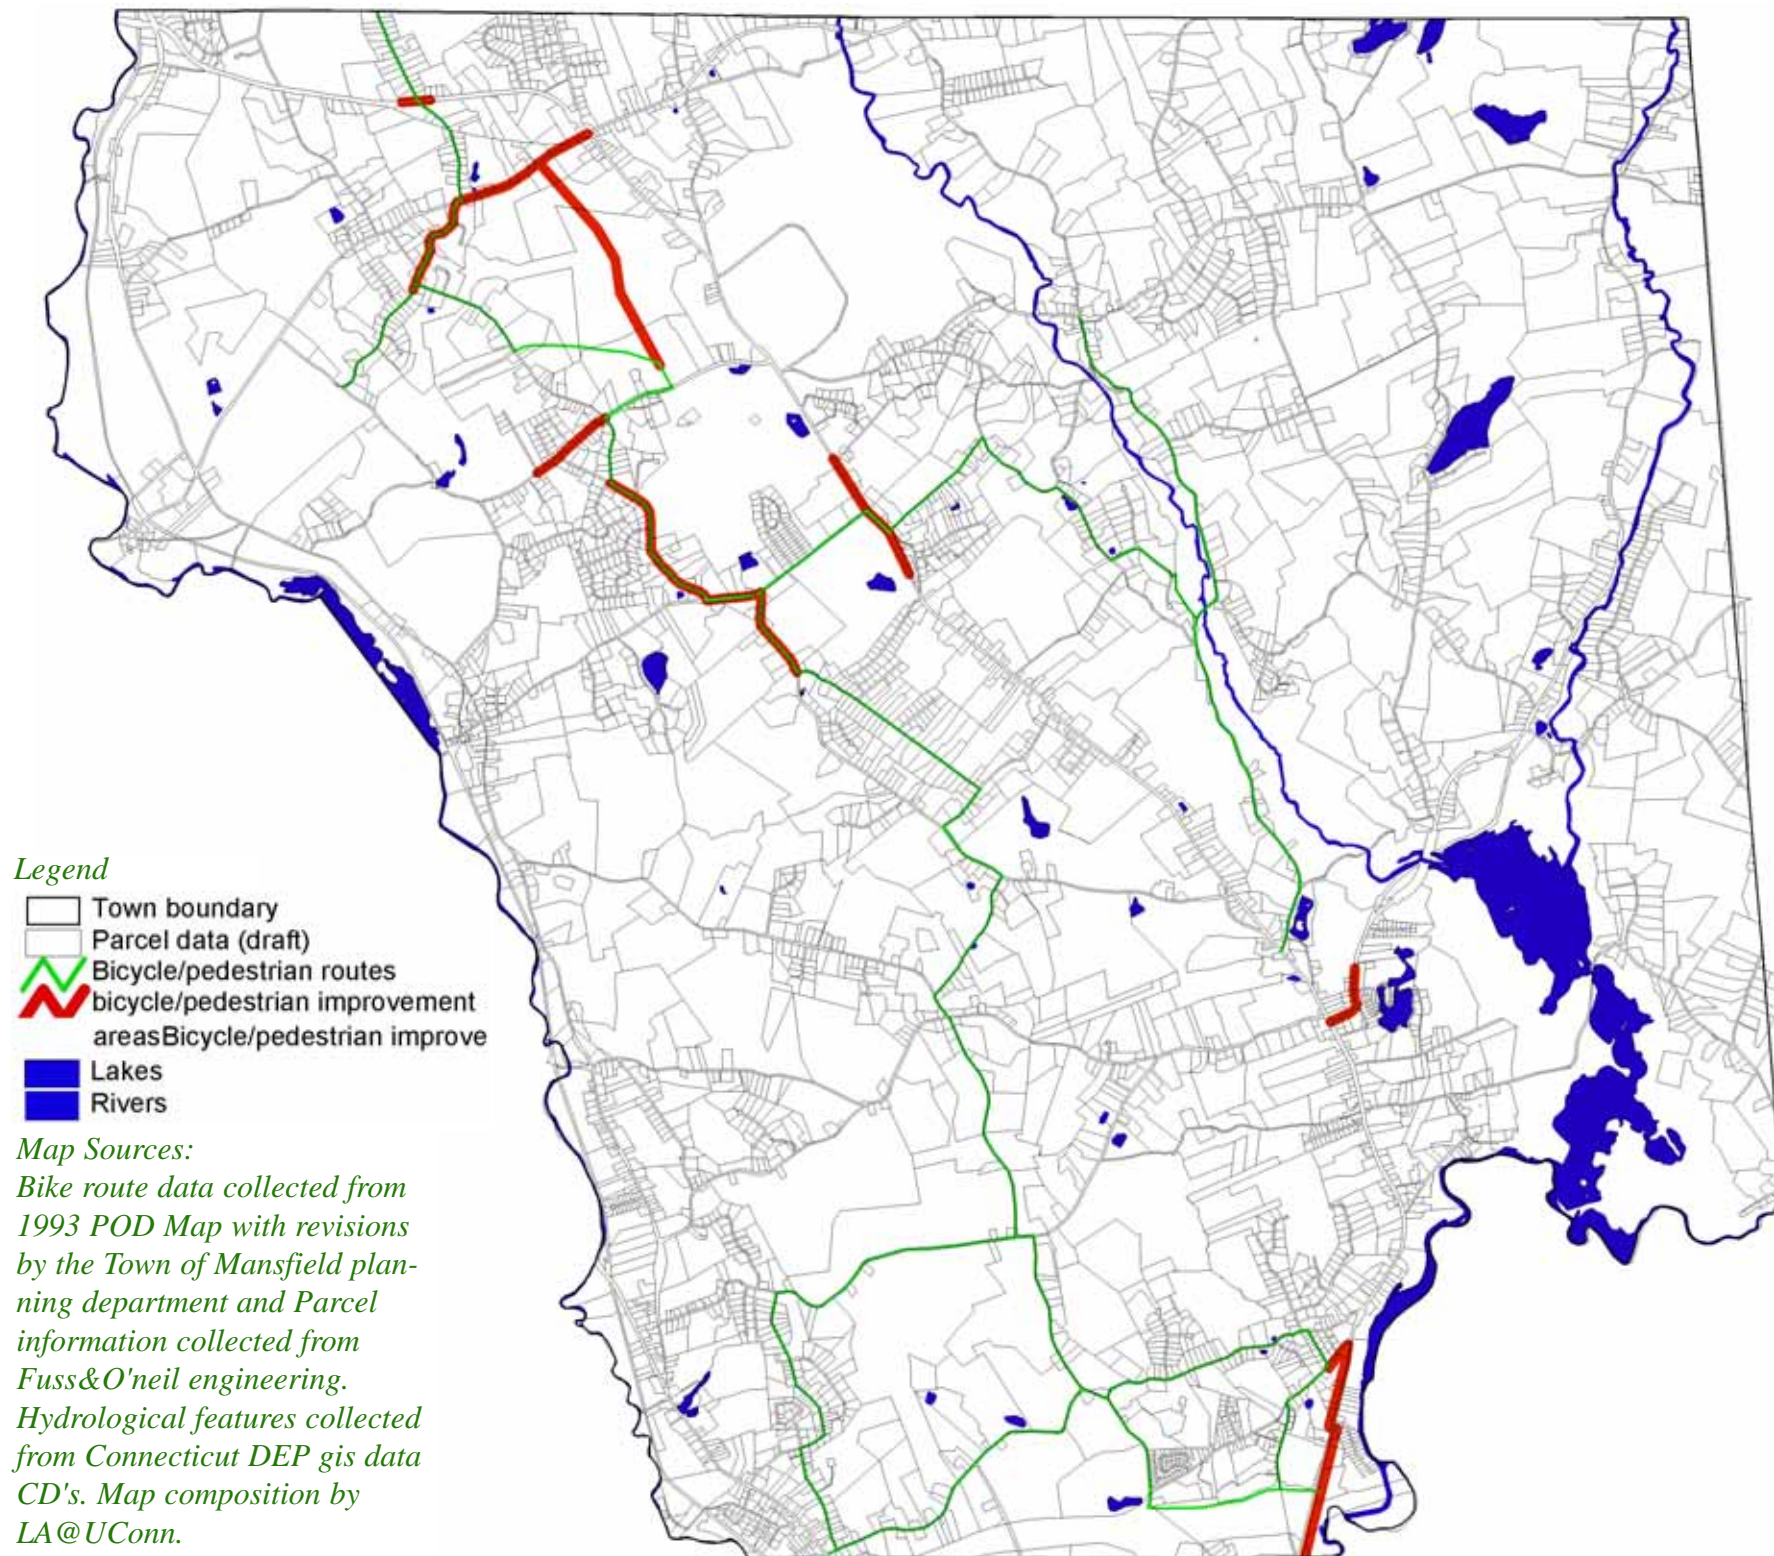 Legend
Town boundary
Parcel data (draft)
Bicycle/pedestrian routes
bicycle/pedestrian improvement
areasBicycle/pedestrian improve
Lakes
Rivers
Map Sources:
Bike route data collected from
1993 POD Map with revisions
by the Town of Mansfield plan-
ning department and Parcel
information collected from
Fuss&O'neil engineering.
Hydrological features collected
from Connecticut DEP gis data
CD's. Map composition by
LA@UConn.